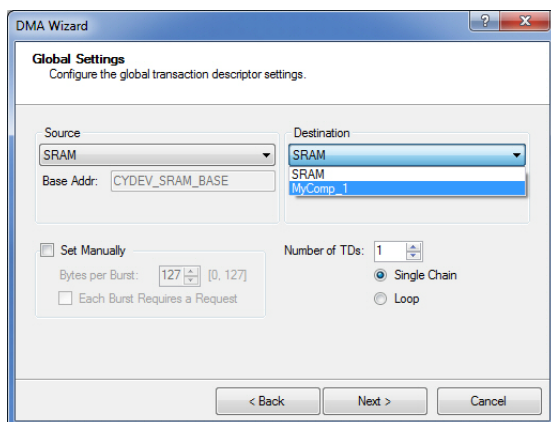 DMA Wizard
Global Settings
Configure the global transaction descriptor settings.
Source
Destination
SRAM
SRAM
Base Addr: CYDEV_SRAM_BASE
SRAM
MyComp_1
Set Manually
Number of TDs: 1
Bytes per Burst: 127 [0, 127]
Single Chain
Each Burst Requires a Request
Loop
< Back
Next >
Cancel